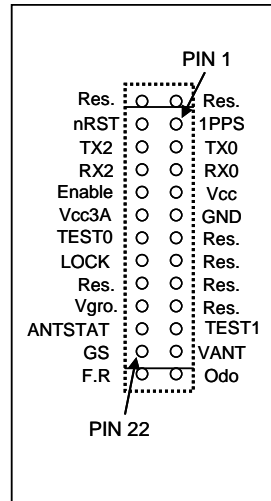 PIN 1
Res. Res.
nRST 1PPS
TX2 TX0
RX2 RX0
Enable Vcc
Vcc3A GND
TEST0 Res.
LOCK Res.
Res. Res.
Vgro. Res.
ANTSTAT TEST1
GS VANT
F.R Odo
PIN 22